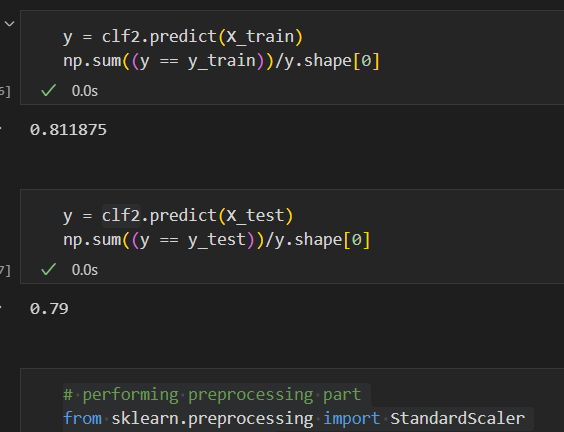 y = clf2.predict(X_train)
np.sum((y == y_train))/y.shape[0]
6]
0.0s
0.811875
y = clf2.predict(X_test)
np.sum((y == y_test))/y.shape[0]
7]
0.0s
0.79
# performing preprocessing part
from sklearn.preprocessing import StandardScaler